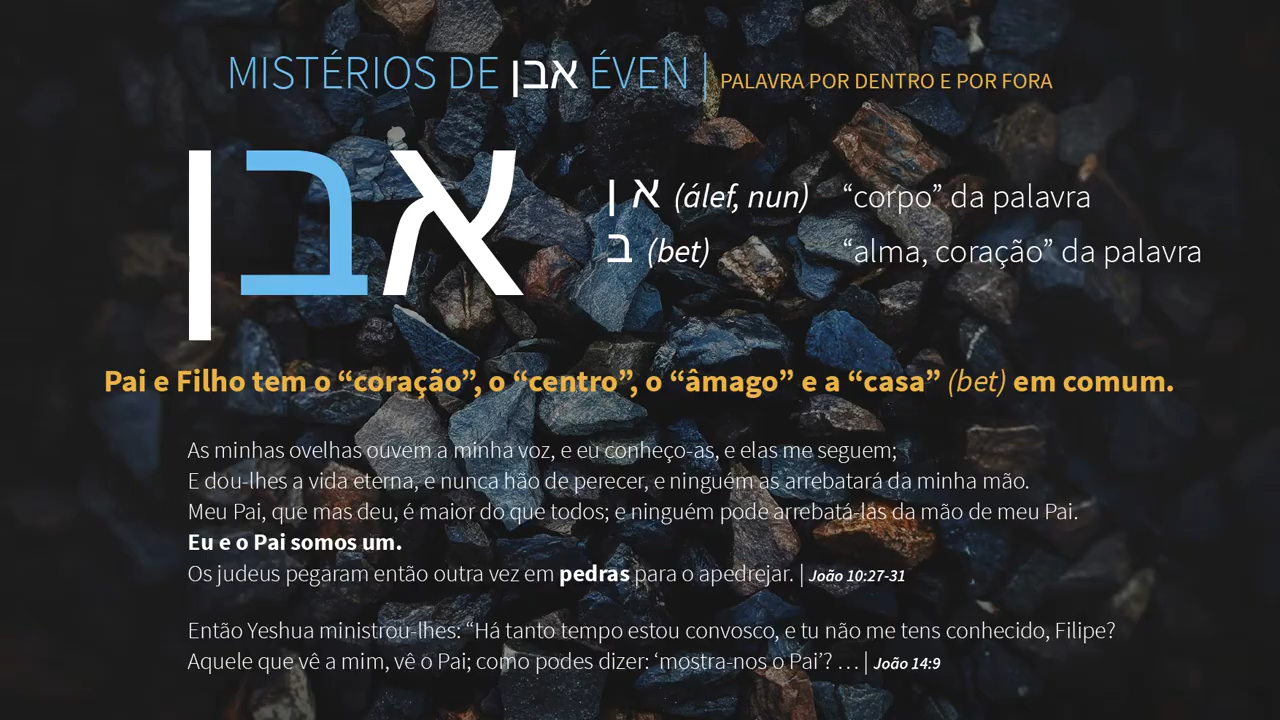 MISTÉRIOS DE אבן ÉVEN | PALAVRA POR DENTRO E POR FORA
אבן
א ן (álef, nun) “corpo” da palavra
ב (bet) “alma, coração” da palavra
Pai e Filho tem o “coração”, o “centro”, o “âmago” e a “casa” (bet) em comum.
As minhas ovelhas ouvem a minha voz, e eu conheço-as, e elas me seguem;
E dou-lhes a vida eterna, e nunca hão de perecer, e ninguém as arrebatará da minha mão.
Meu Pai, que mas deu, é maior do que todos; e ninguém pode arrebatá-las da mão de meu Pai.
Eu e o Pai somos um.
Os judeus pegaram então outra vez em pedras para o apedrejar. | João 10:27-31
Então Yeshua ministrou-lhes: “Há tanto tempo estou convosco, e tu não me tens conhecido, Filipe?
Aquele que vê a mim, vê o Pai; como podes dizer: ‘mostra-nos o Pai’? ... | João 14:9